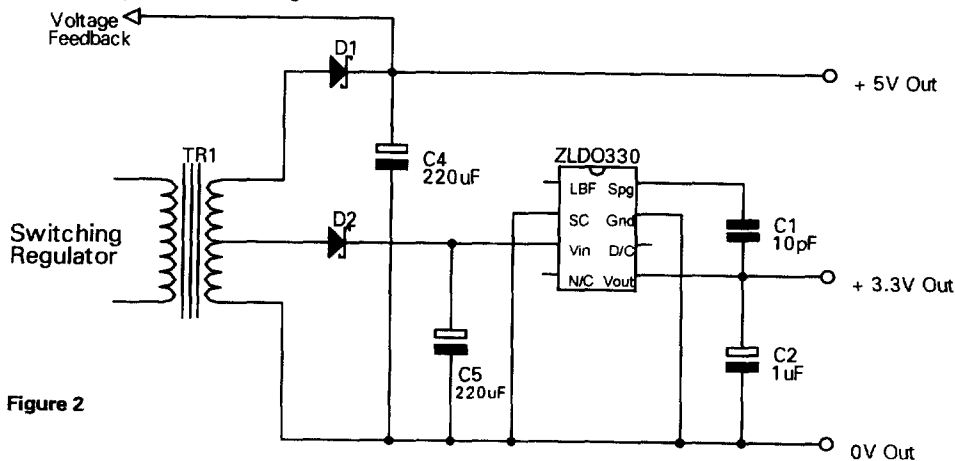 Voltage
Feedback
D1
+ 5V Out
TR1
C4
220uF
ZLDO330
LBF Spg
SC Gnd
Vin D/C
N/C Vout
C1
10pF
D2
Switching
Regulator
+ 3.3V Out
C5
220uF
C2
1uF
Figure 2
0V Out